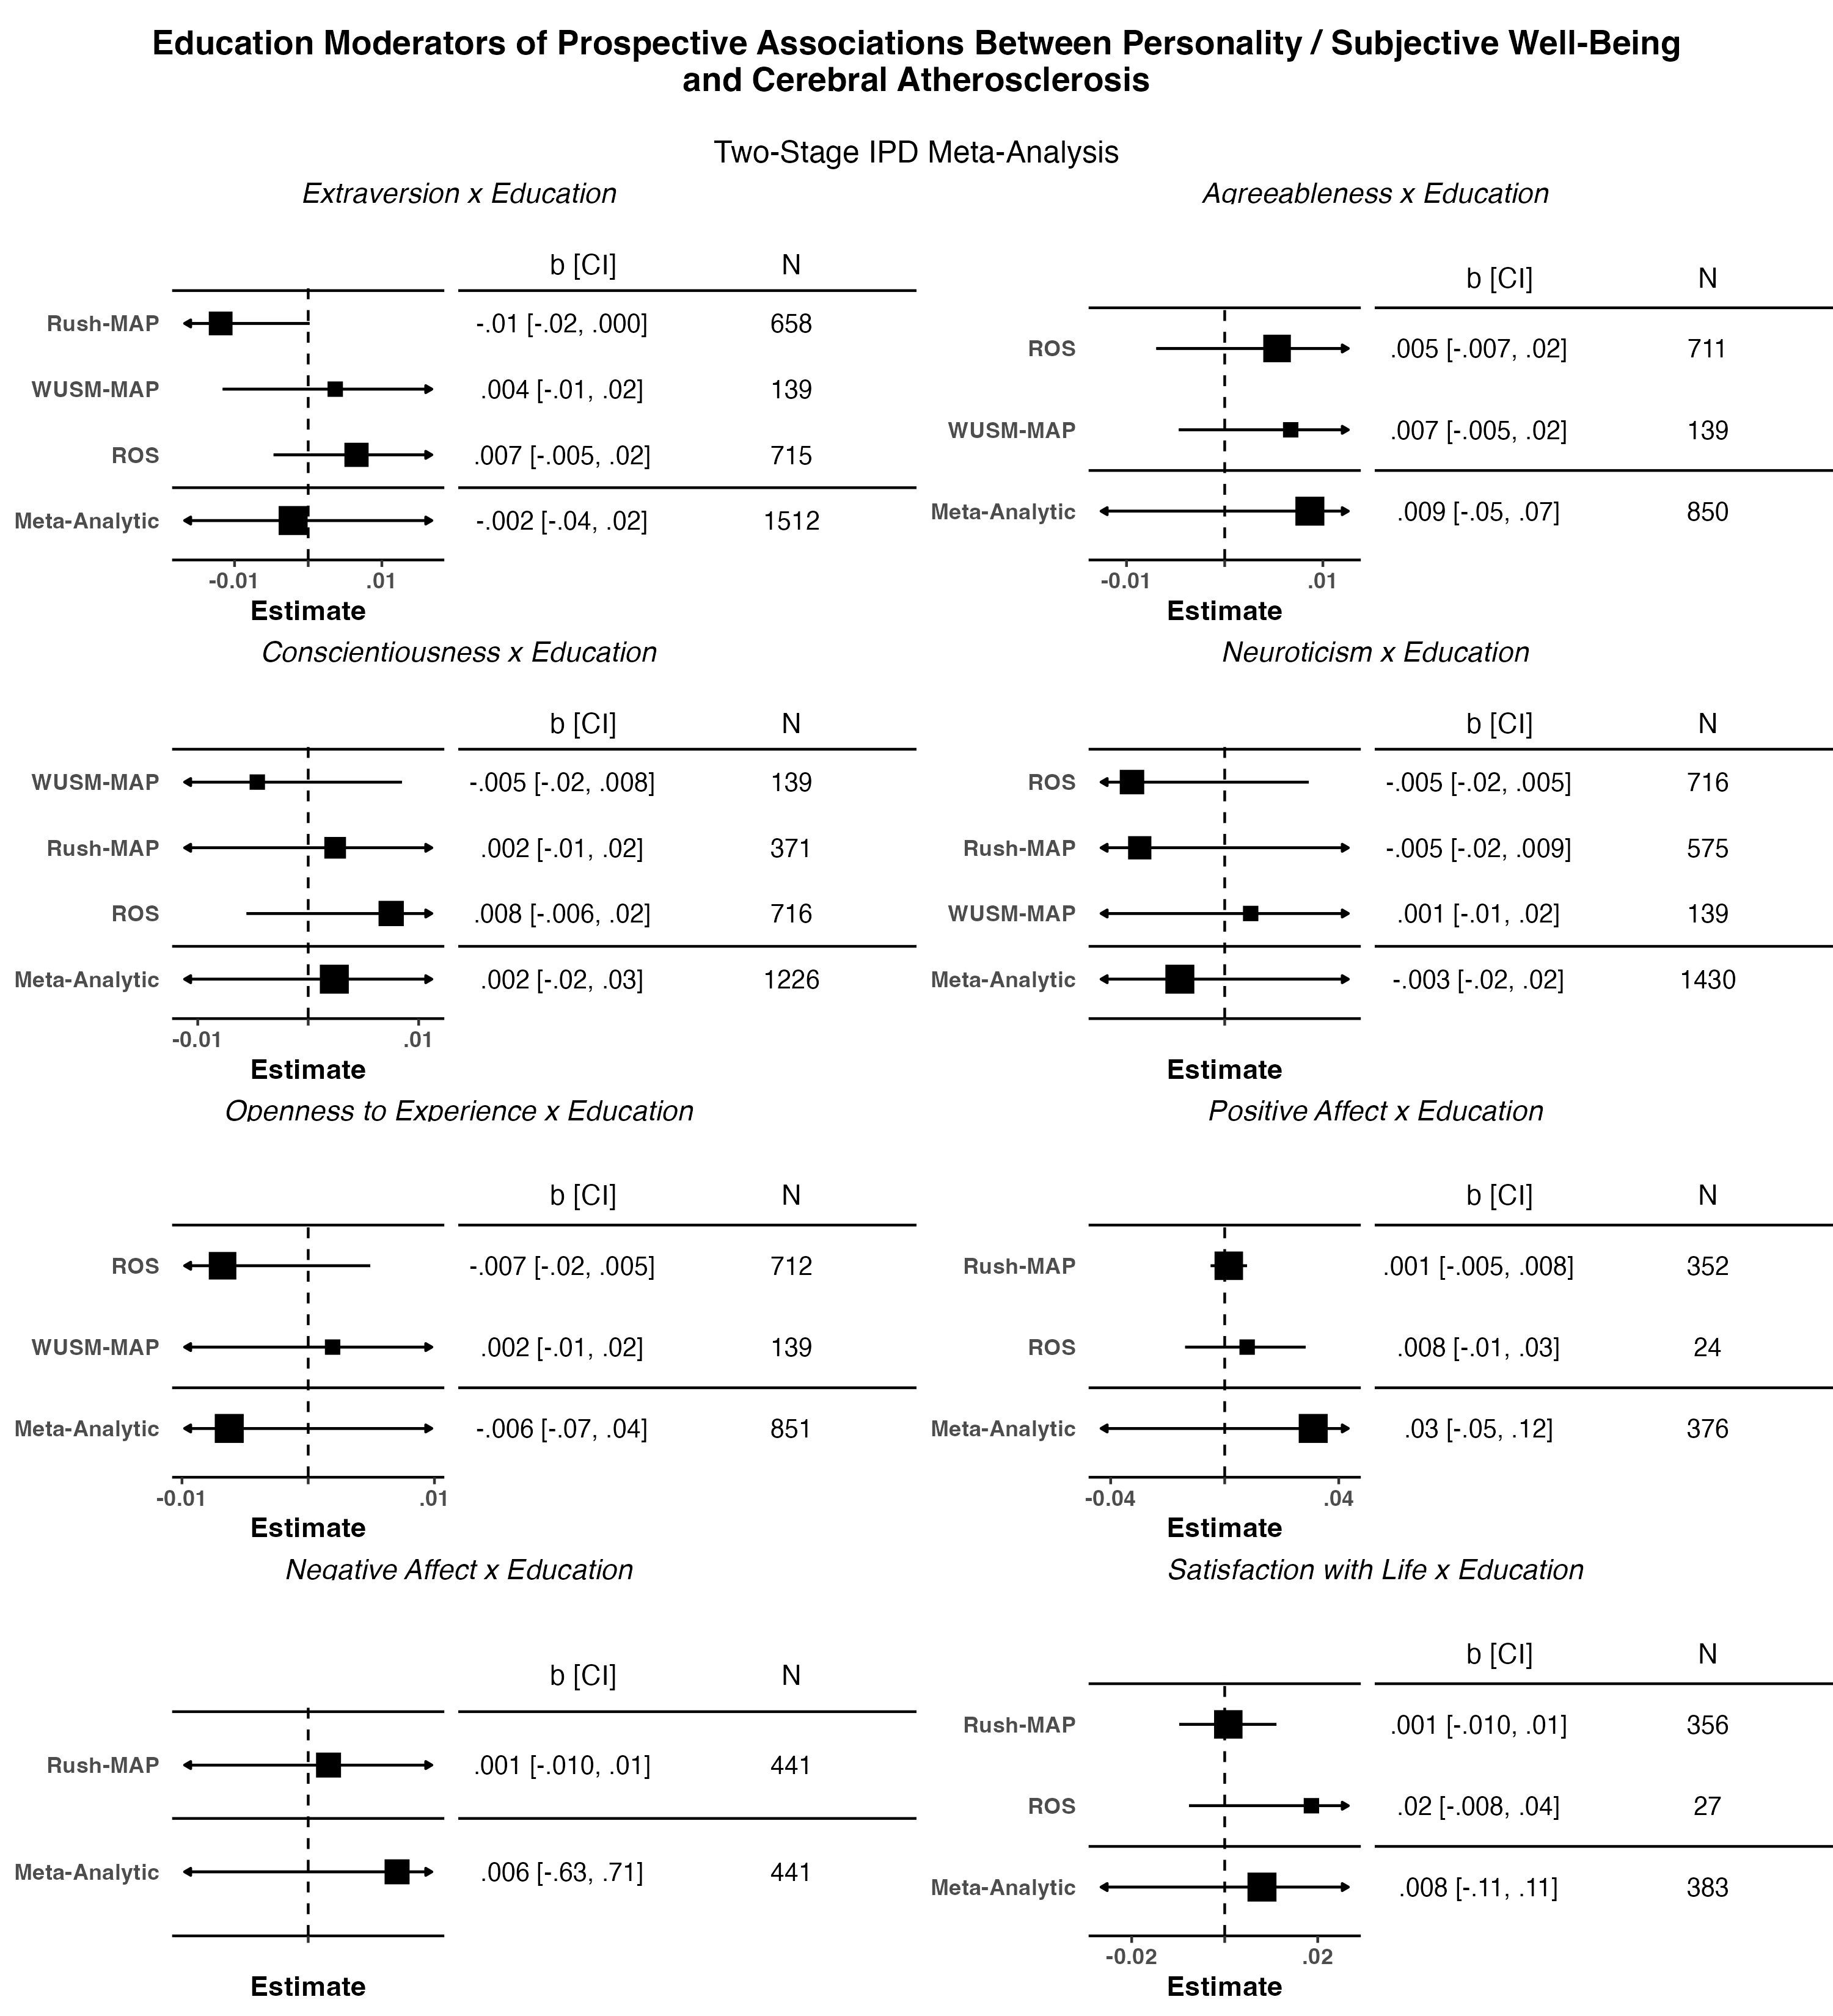 Education Moderators of Prospective Associations Between Personality / Subjective Well-Being
and Cerebral Atherosclerosis
Two-Stage IPD Meta-Analysis
Extraversion x Education
b [CI] N
Rush-MAP -.01 [-.02, .000] 658
WUSM-MAP .004 [-.01, .02] 139
ROS .007 [-.005, .02] 715
Meta-Analytic -.002 [-.04, .02] 1512
-0.01 .01
Estimate
Agreeableness x Education
b [CI] N
ROS .005 [-.007, .02] 711
WUSM-MAP .007 [-.005, .02] 139
Meta-Analytic .009 [-.05, .07] 850
-0.01 .01
Estimate
Conscientiousness x Education
b [CI] N
WUSM-MAP -.005 [-.02, .008] 139
Rush-MAP .002 [-.01, .02] 371
ROS .008 [-.006, .02] 716
Meta-Analytic .002 [-.02, .03] 1226
-0.01 .01
Estimate
Neuroticism x Education
b [CI] N
ROS -.005 [-.02, .005] 716
Rush-MAP -.005 [-.02, .009] 575
WUSM-MAP .001 [-.01, .02] 139
Meta-Analytic -.003 [-.02, .02] 1430
Estimate
Openness to Experience x Education
b [CI] N
ROS -.007 [-.02, .005] 712
WUSM-MAP .002 [-.01, .02] 139
Meta-Analytic -.006 [-.07, .04] 851
-0.01 .01
Estimate
Positive Affect x Education
b [CI] N
Rush-MAP .001 [-.005, .008] 352
ROS .008 [-.01, .03] 24
Meta-Analytic .03 [-.05, .12] 376
-0.04 .04
Estimate
Negative Affect x Education
b [CI] N
Rush-MAP .001 [-.010, .01] 441
Meta-Analytic .006 [-.63, .71] 441
Estimate
Satisfaction with Life x Education
b [CI] N
Rush-MAP .001 [-.010, .01] 356
ROS .02 [-.008, .04] 27
Meta-Analytic .008 [-.11, .11] 383
-0.02 .02
Estimate